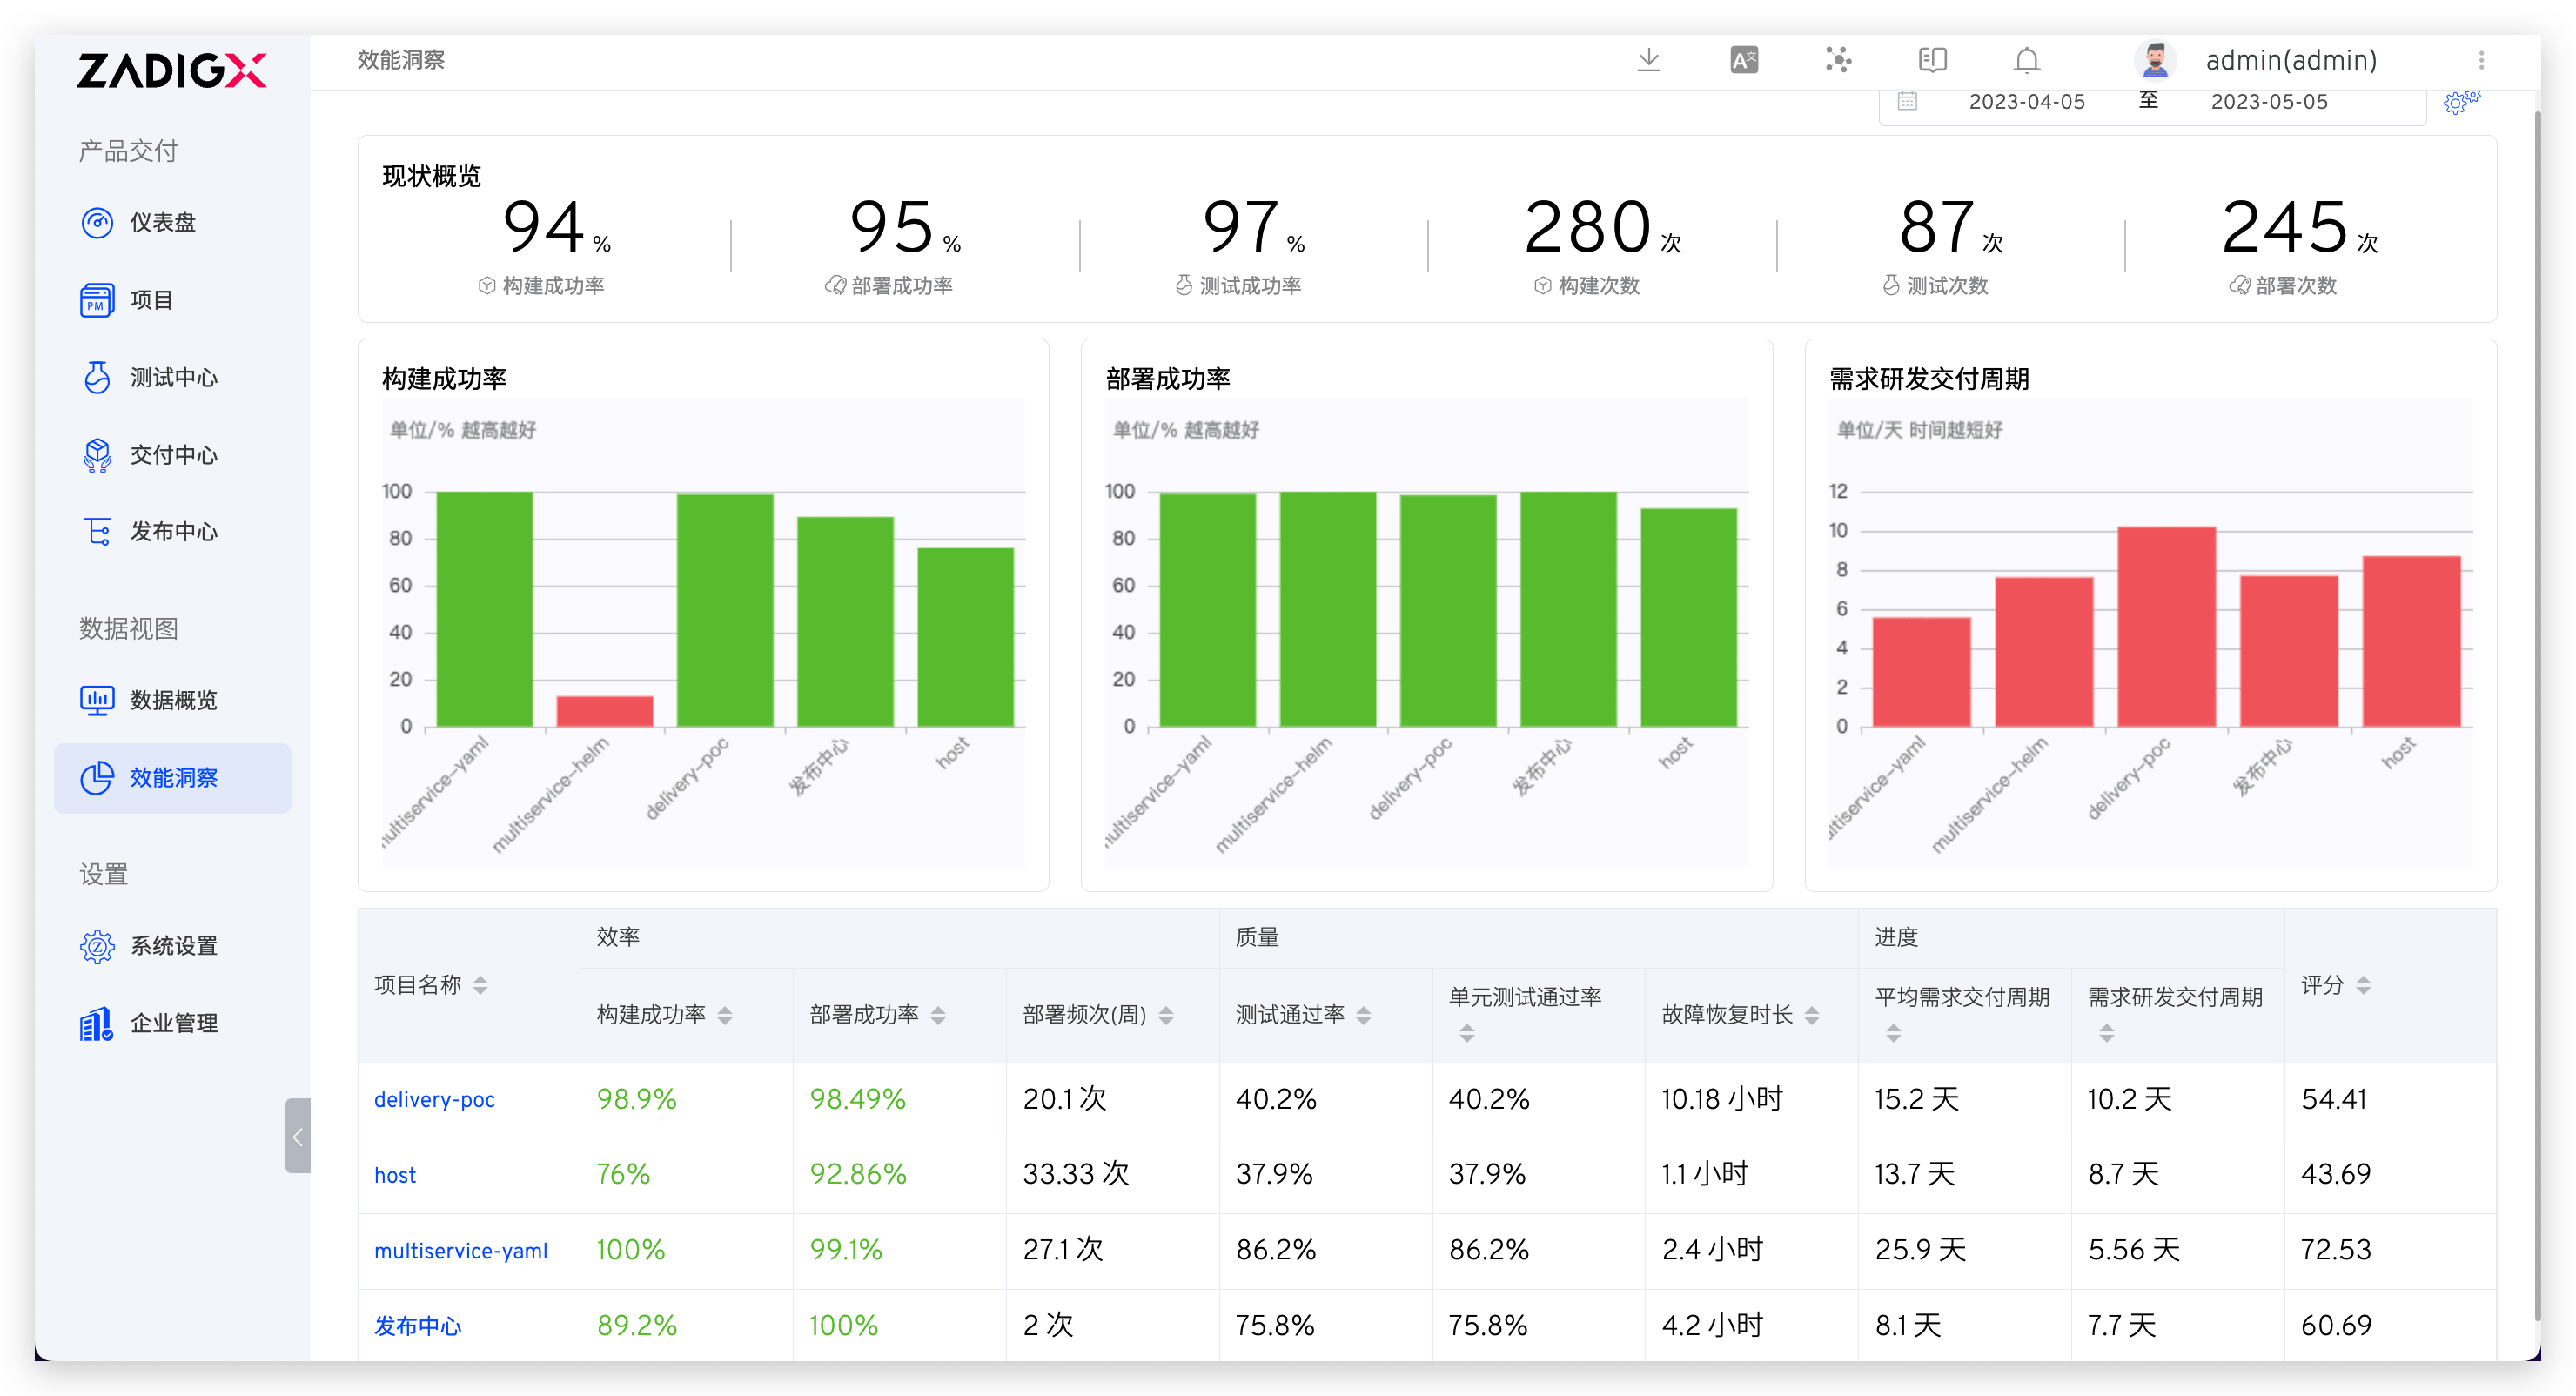 ZADIGX
效能洞察
admin(admin)
产品交付
仪表盘
PM
项目
测试中心
交付中心
发布中心
数据视图
数据概览
效能洞察
设置
系统设置
企业管理
2023-04-05 至 2023-05-05
现状概览
94 % 95 % 97 % 280 次 87 次 245 次
构建成功率 部署成功率 测试成功率 构建次数 测试次数 部署次数
构建成功率
单位/% 越高越好
100
80
60
40
20
0
multiservice-helm delivery-poc 发布中心 host
部署成功率
单位/% 越高越好
100
80
60
40
20
0
multiservice-helm delivery-poc 发布中心 host
需求研发交付周期
单位/天 时间越短好
12
10
8
6
4
2
0
multiservice-helm delivery-poc 发布中心 host
项目名称 效率 质量 进度 评分
构建成功率 部署成功率 部署频次(周) 测试通过率 单元测试通过率 故障恢复时长 平均需求交付周期 需求研发交付周期
delivery-poc 98.9% 98.49% 20.1 次 40.2% 40.2% 10.18 小时 15.2 天 10.2 天 54.41
host 76% 92.86% 33.33 次 37.9% 37.9% 1.1 小时 13.7 天 8.7 天 43.69
multiservice-yaml 100% 99.1% 27.1 次 86.2% 86.2% 2.4 小时 25.9 天 5.56 天 72.53
发布中心 89.2% 100% 2 次 75.8% 75.8% 4.2 小时 8.1 天 7.7 天 60.69